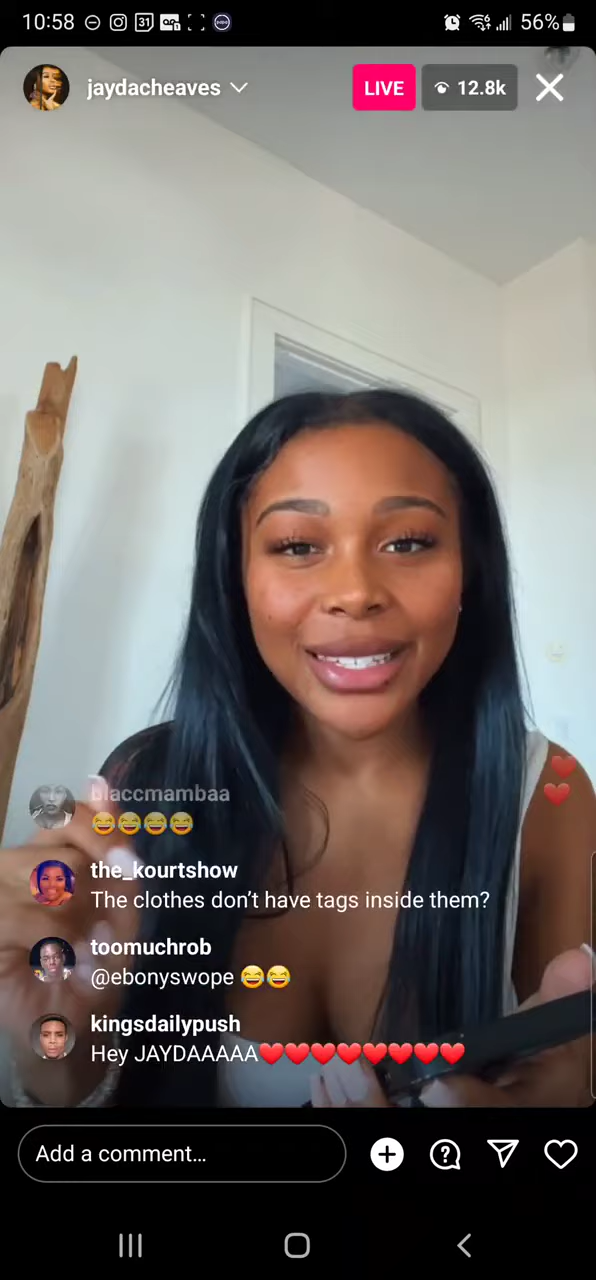 10:58
31
56%
jaydacheaves
LIVE
12.8k
blaccmambaa
😂😂😂😂
the_kourtshow
The clothes don't have tags inside them?
toomuchrob
@ebonyswope 😂😂
kingsdailypush
Hey JAYDAAAAA❤️❤️❤️❤️❤️❤️❤️❤️
Add a comment...